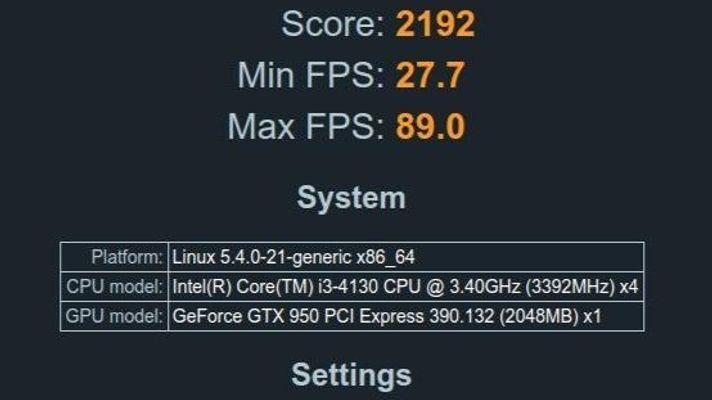 Score: 2192
Min FPS: 27.7
Max FPS: 89.0
System
Platform: Linux 5.4.0-21-generic x86_64
CPU model: Intel(R) Core(TM) i3-4130 CPU @ 3.40GHz (3392MHz) x4
GPU model: GeForce GTX 950 PCI Express 390.132 (2048MB) x1
Settings